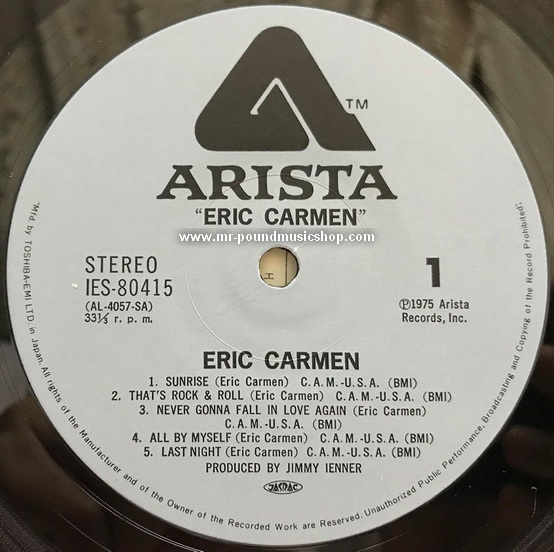 TM
ARISTA
"ERIC CARMEN"
www.mr-poundmusicshop.com
STEREO
IES-80415
(AL-4057-SA)
33⅓ r. p. m.
1
Ⓟ1975 Arista
Records, Inc.
ERIC CARMEN
1. SUNRISE (Eric Carmen) C. A. M.-U. S. A. (BMI)
2. THAT'S ROCK & ROLL (Eric Carmen) C. A. M.-U. S. A. (BMI)
3. NEVER GONNA FALL IN LOVE AGAIN (Eric Carmen)
C. A. M.-U. S. A. (BMI)
4. ALL BY MYSELF (Eric Carmen) C. A. M.-U. S. A. (BMI)
5. LAST NIGHT (Eric Carmen) C. A. M.-U. S. A. (BMI)
PRODUCED BY JIMMY IENNER
JASRAC
"Mfd. by TOSHIBA-EMI LTD. in Japan. All rights of the Manufacturer and of the Owner of the Recorded Work are Reserved. Unauthorized Public Performance, Broadcasting and Copying of the Record Prohibited".